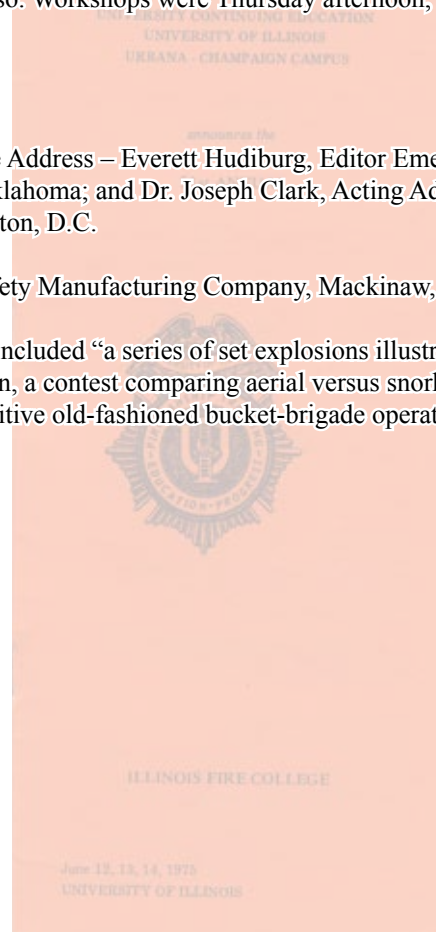 so. Workshops were Thursday afternoon,
UNIVERSITY CONTINUING EDUCATION
UNIVERSITY OF ILLINOIS
URBANA - CHAMPAIGN CAMPUS
announces the
Address – Everett Hudiburg, Editor Eme
klahoma; and Dr. Joseph Clark, Acting Ad
ton, D.C.
fety Manufacturing Company, Mackinaw,
ncluded “a series of set explosions illustr
n, a contest comparing aerial versus snork
itive old-fashioned bucket-brigade operat
EDUCATION - PROGRESS
ILLINOIS FIRE COLLEGE
June 12, 13, 14, 1975
UNIVERSITY OF ILLINOIS